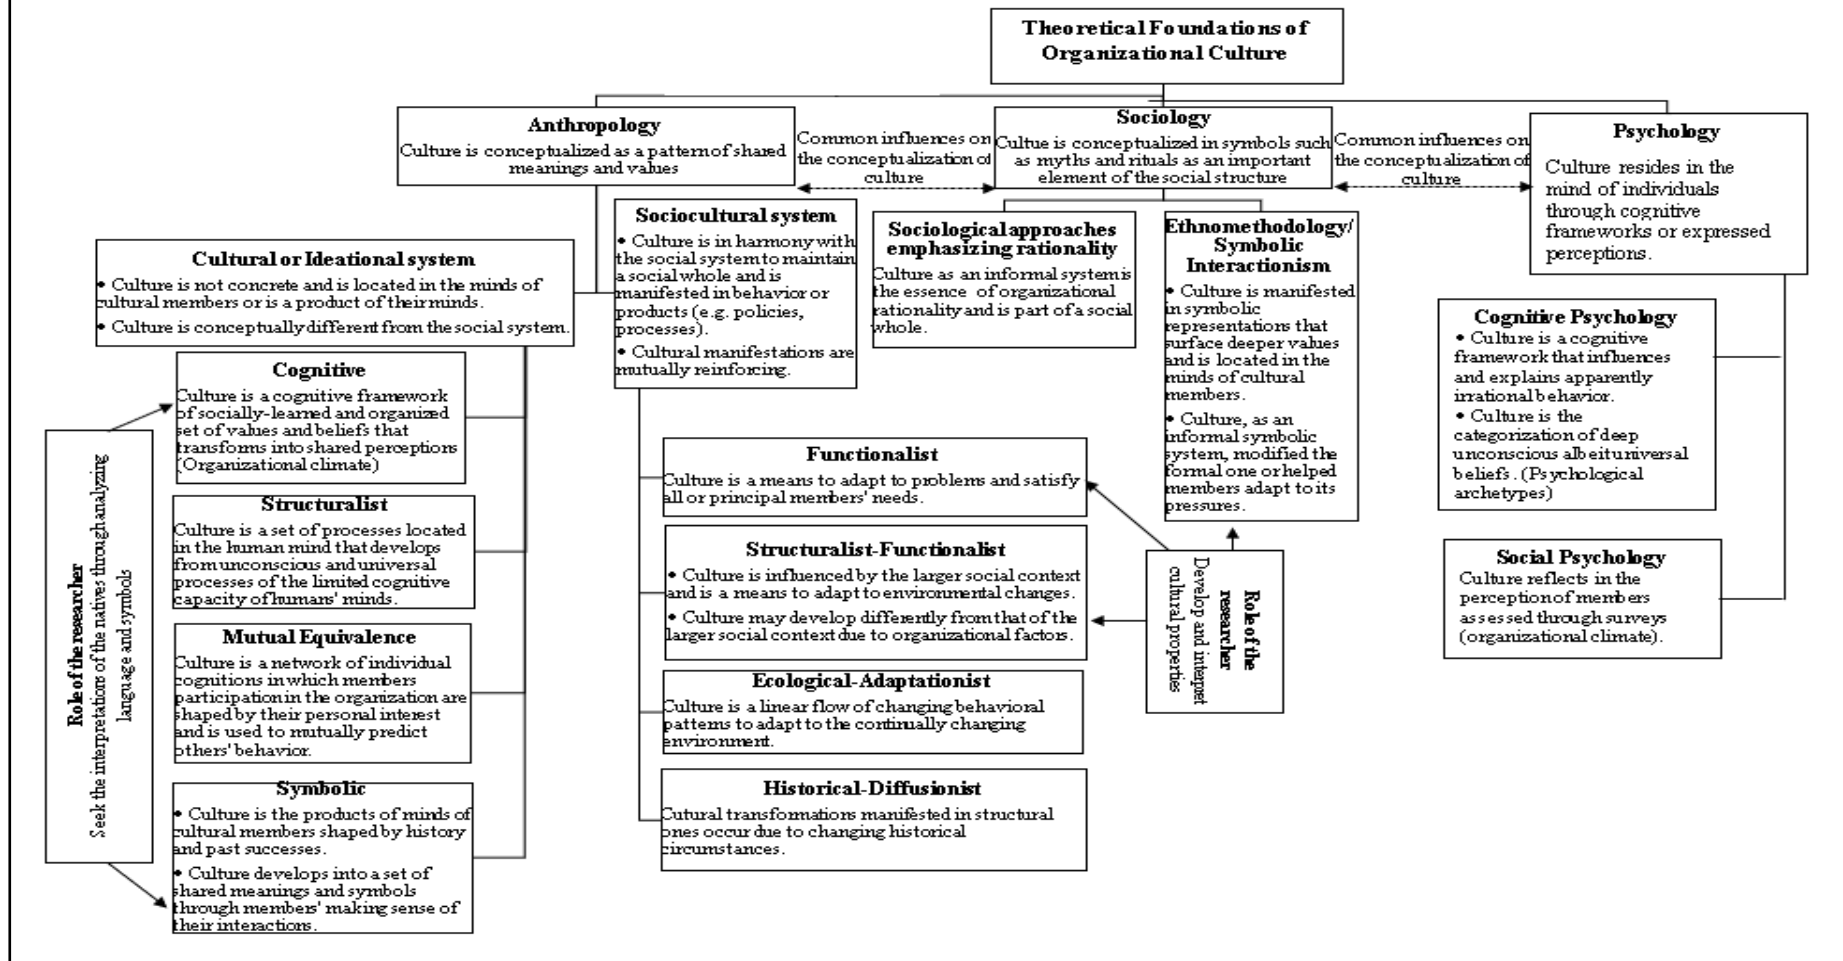 Theoretical Foundations of
Organizational Culture
Anthropology
Culture is conceptualized as a pattern of shared
meanings and values
Common influences on
the conceptualization of
culture
Sociology
Culture is conceptualized in symbols such
as myths and rituals as an important
element of the social structure
Common influences on
the conceptualization of
culture
Psychology
Culture resides in the
mind of individuals
through cognitive
frameworks or expressed
perceptions.
Cultural or Ideational system
• Culture is not concrete and is located in the minds of
cultural members or is a product of their minds.
• Culture is conceptually different from the social system.
Sociocultural system
• Culture is in harmony with
the social system to maintain
a social whole and is
manifested in behavior or
products (e.g. policies,
processes).
• Cultural manifestations are
mutually reinforcing.
Sociological approaches
emphasizing rationality
Culture as an informal system is
the essence of organizational
rationality and is part of a social
whole.
Ethnomethodology/
Symbolic
Interactionism
• Culture is manifested
in symbolic
representations that
surface deeper values
and is located in the
minds of cultural
members.
• Culture, as an
informal symbolic
system, modified the
formal one or helped
members adapt to its
pressures.
Cognitive Psychology
• Culture is a cognitive
framework that influences
and explains apparently
irrational behavior.
• Culture is the
categorization of deep
unconscious albeit universal
beliefs. (Psychological
archetypes)
Social Psychology
Culture reflects in the
perception of members
assessed through surveys
(organizational climate).
Role of the researcher
Seek the interpretations of the natives through analyzing
language and symbols
Cognitive
Culture is a cognitive framework
of socially-learned and organized
set of values and beliefs that
transforms into shared perceptions
(Organizational climate)
Structuralist
Culture is a set of processes located
in the human mind that develops
from unconscious and universal
processes of the limited cognitive
capacity of humans' minds.
Mutual Equivalence
Culture is a network of individual
cognitions in which members
participation in the organization are
shaped by their personal interest
and is used to mutually predict
others' behavior.
Symbolic
• Culture is the products of minds of
cultural members shaped by history
and past successes.
• Culture develops into a set of
shared meanings and symbols
through members' making sense of
their interactions.
Functionalist
Culture is a means to adapt to problems and satisfy
all or principal members' needs.
Structuralist-Functionalist
• Culture is influenced by the larger social context
and is a means to adapt to environmental changes.
• Culture may develop differently from that of the
larger social context due to organizational factors.
Ecological-Adaptationist
Culture is a linear flow of changing behavioral
patterns to adapt to the continually changing
environment.
Historical-Diffusionist
Cutural transformations manifested in structural
ones occur due to changing historical
circumstances.
Role of the
researcher
Develop and interpret
cultural properties